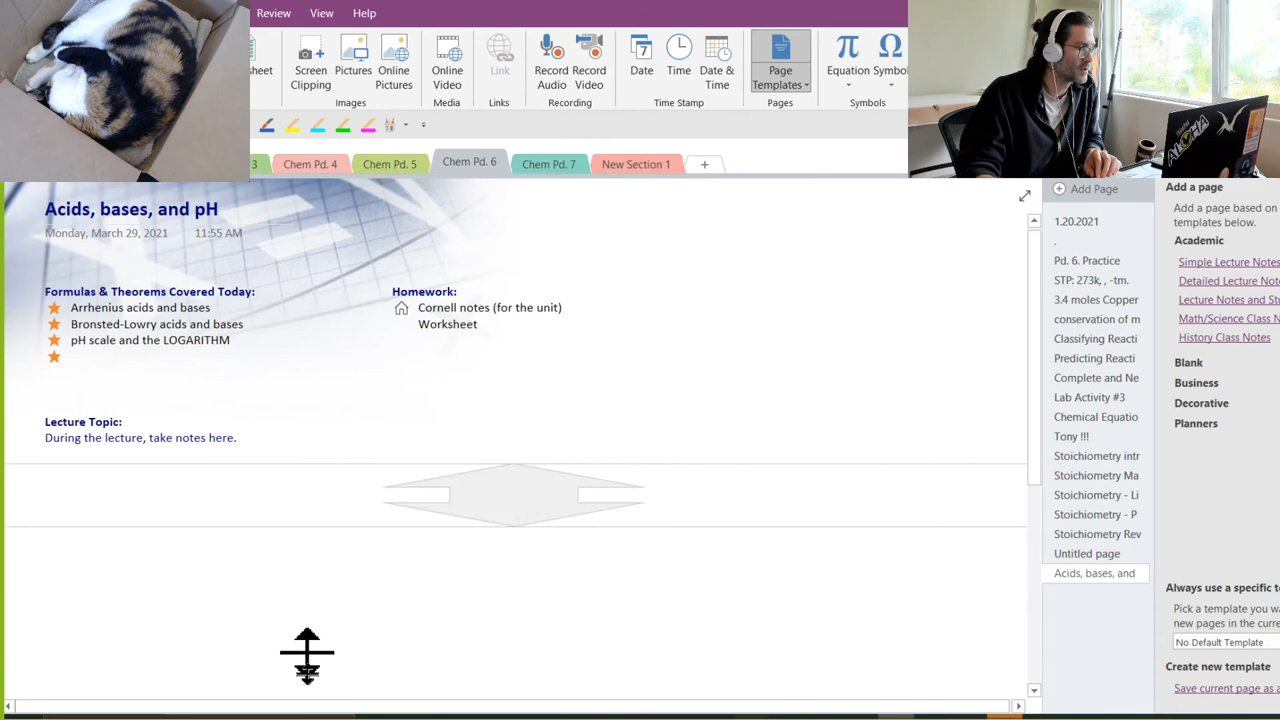 Review View Help
sheet
Screen Clipping
Pictures
Online Pictures
Images
Online Video
Media
Link
Links
Record Audio
Record Video
Recording
Date
Time
Date & Time
Time Stamp
Page Templates
Pages
Equation
Symbol
Symbols
π Ω
7
3 Chem Pd. 4 Chem Pd. 5 Chem Pd. 6 Chem Pd. 7 New Section 1 +
ALOHA
Acids, bases, and pH
Monday, March 29, 2021 11:55 AM
Formulas & Theorems Covered Today:
Arrhenius acids and bases
Bronsted-Lowry acids and bases
pH scale and the LOGARITHM
Homework:
Cornell notes (for the unit)
Worksheet
Lecture Topic:
During the lecture, take notes here.
Add Page
1.20.2021
.
Pd. 6. Practice
STP: 273k, , -tm.
3.4 moles Copper
conservation of m
Classifying Reacti
Predicting Reacti
Complete and Ne
Lab Activity #3
Chemical Equatio
Tony !!!
Stoichiometry intr
Stoichiometry Ma
Stoichiometry - Li
Stoichiometry - P
Stoichiometry Rev
Untitled page
Acids, bases, and
Add a page
Add a page based on
templates below.
Academic
Simple Lecture Notes
Detailed Lecture Note
Lecture Notes and Stu
Math/Science Class N
History Class Notes
Blank
Business
Decorative
Planners
Always use a specific te
Pick a template you wa
new pages in the curre
No Default Template
Create new template
Save current page as a